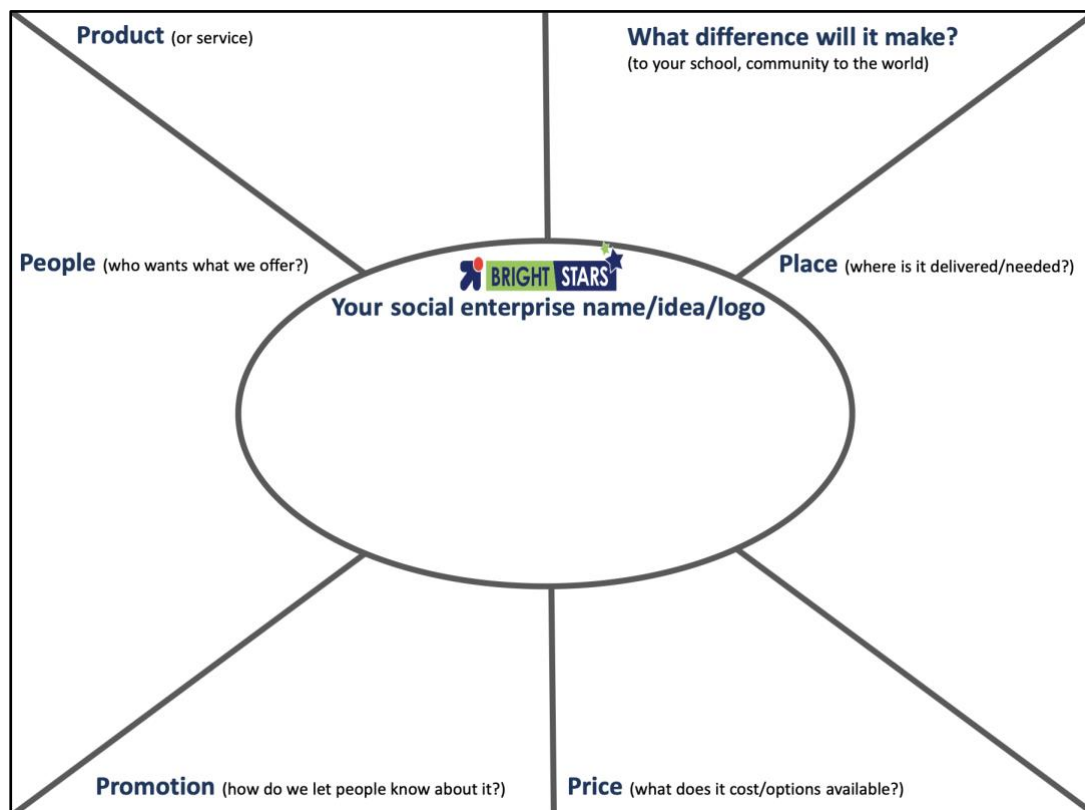 Product (or service)
What difference will it make?
(to your school, community to the world)
People (who wants what we offer?)
Place (where is it delivered/needed?)
BRIGHT STARS
Your social enterprise name/idea/logo
Promotion (how do we let people know about it?)
Price (what does it cost/options available?)